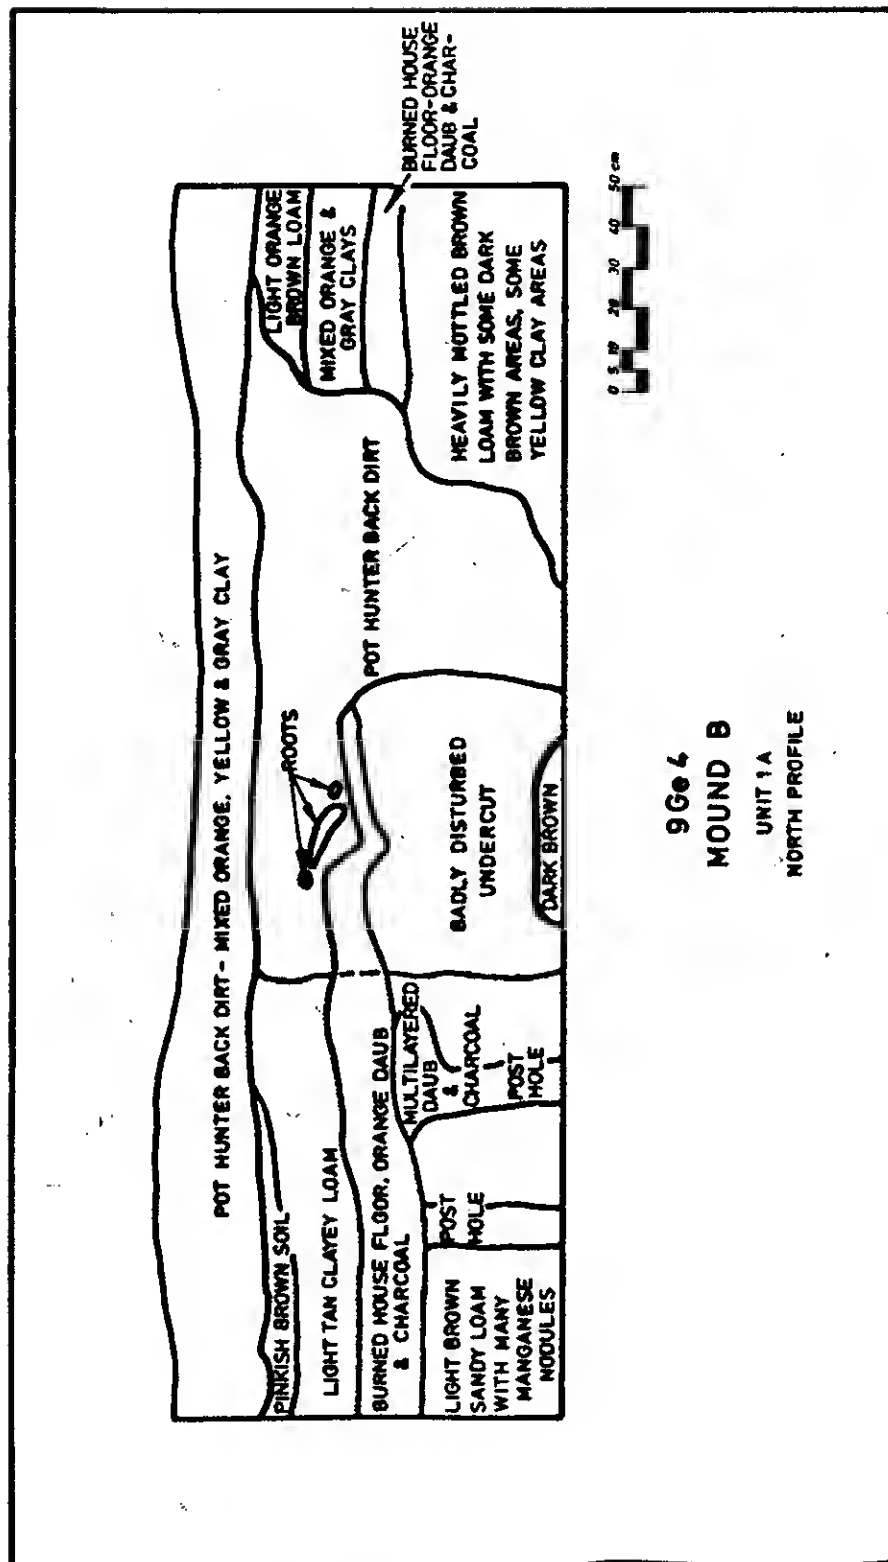 POT HUNTER BACK DIRT - MIXED ORANGE, YELLOW & GRAY CLAY
PINKISH BROWN SOIL
LIGHT TAN CLAYEY LOAM
BURNED HOUSE FLOOR, ORANGE DAUB
& CHARCOAL
LIGHT BROWN
SANDY LOAM
WITH MANY
MANGANESE
NODULES
POST
HOLE
MULTILAYERED
DAUB
&
CHARCOAL
POST
HOLE
ROOTS
BADLY DISTURBED
UNDERCUT
DARK BROWN
POT HUNTER BACK DIRT
LIGHT ORANGE
BROWN LOAM
MIXED ORANGE &
GRAY CLAYS
BURNED HOUSE
FLOOR-ORANGE
DAUB & CHAR-
COAL
HEAVILY MOTTLED BROWN
LOAM WITH SOME DARK
BROWN AREAS, SOME
YELLOW CLAY AREAS
0 5 10 20 30 40 50 cm
9Ge4
MOUND B
UNIT 1A
NORTH PROFILE